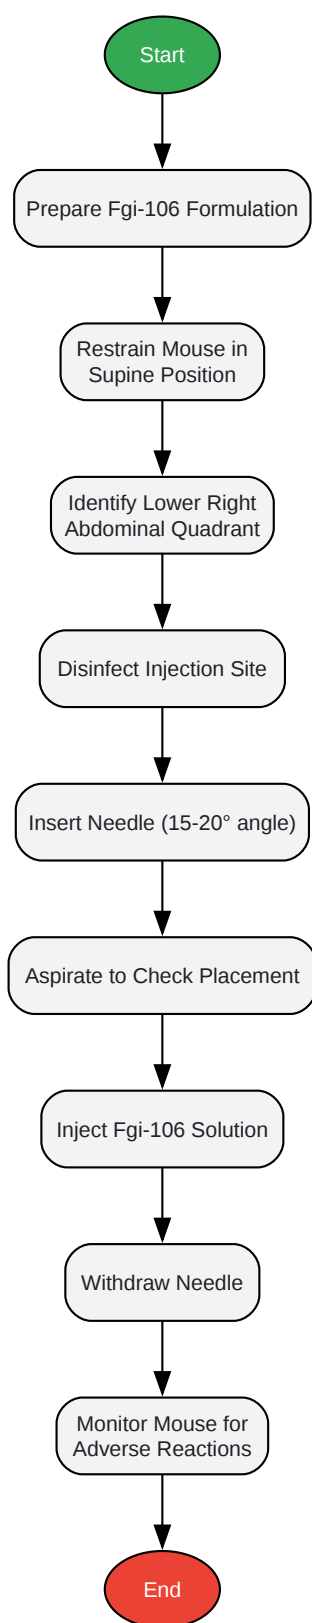 Start
Prepare Fgi-106 Formulation
Restrain Mouse in
Supine Position
Identify Lower Right
Abdominal Quadrant
Disinfect Injection Site
Insert Needle (15-20° angle)
Aspirate to Check Placement
Inject Fgi-106 Solution
Withdraw Needle
Monitor Mouse for
Adverse Reactions
End